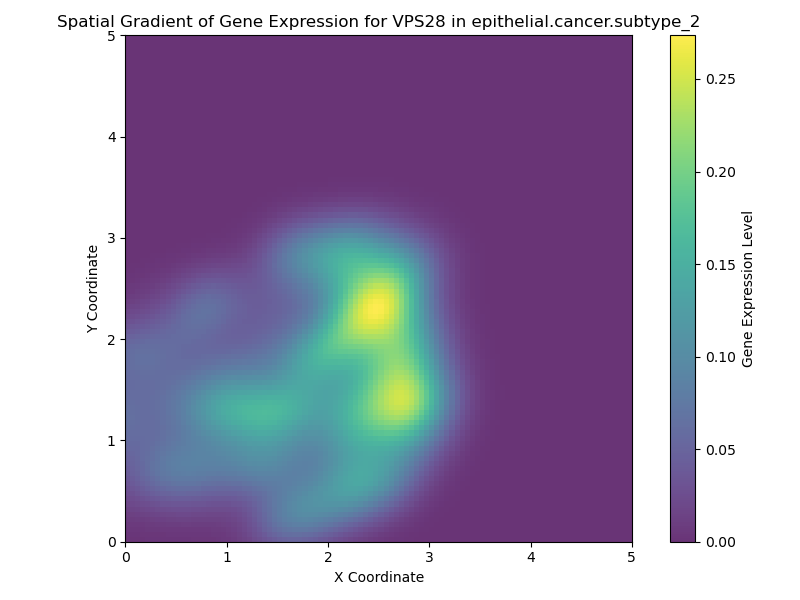 Spatial Gradient of Gene Expression for VPS28 in epithelial.cancer.subtype_2
5
4
3
2
1
0
Y Coordinate
0 1 2 3 4 5
X Coordinate
0.25
0.20
0.15
0.10
0.05
0.00
Gene Expression Level